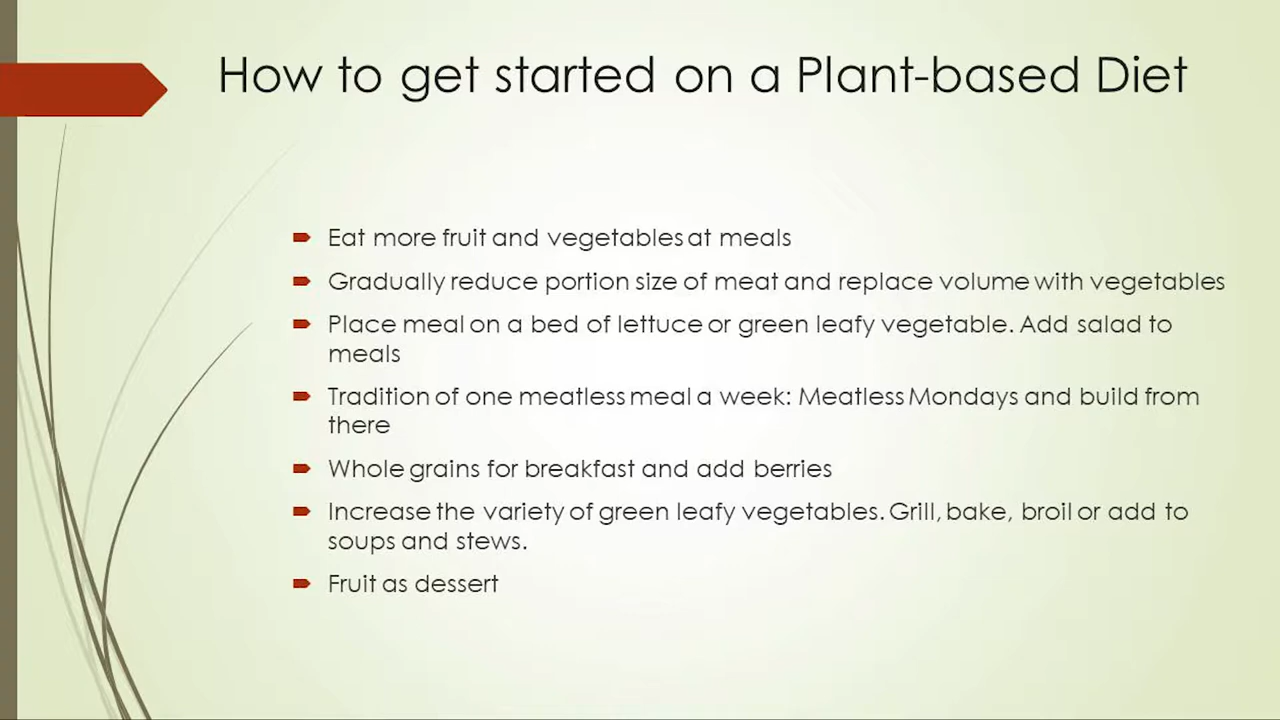 How to get started on a Plant-based Diet
Eat more fruit and vegetables at meals
Gradually reduce portion size of meat and replace volume with vegetables
Place meal on a bed of lettuce or green leafy vegetable. Add salad to
meals
Tradition of one meatless meal a week: Meatless Mondays and build from
there
Whole grains for breakfast and add berries
Increase the variety of green leafy vegetables. Grill, bake, broil or add to
soups and stews.
Fruit as dessert